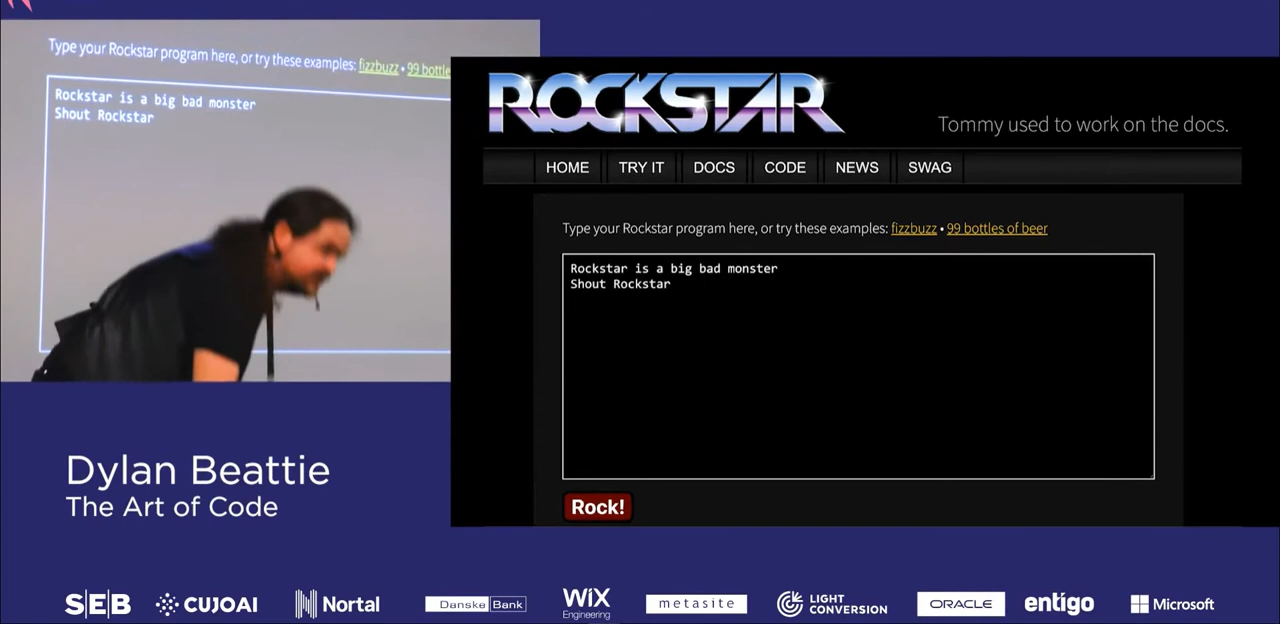 Type your Rockstar program here, or try these examples: fizzbuzz • 99 bottle
Rockstar is a big bad monster
Shout Rockstar
ROCKSTAR
Tommy used to work on the docs.
HOME TRY IT DOCS CODE NEWS SWAG
Type your Rockstar program here, or try these examples: fizzbuzz • 99 bottles of beer
Rockstar is a big bad monster
Shout Rockstar
Rock!
Dylan Beattie
The Art of Code
SEB CUJOAI Nortal Danske Bank WiX Engineering metasite LIGHT CONVERSION ORACLE entigo Microsoft